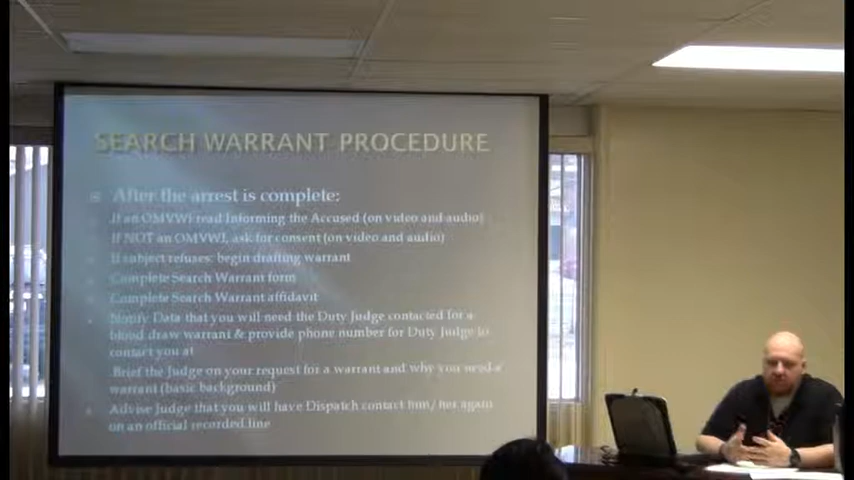 SEARCH WARRANT PROCEDURE
After the arrest is complete:
If an OMVWI read Informing the Accused (on video and audio)
IF NOT an OMVWI, ask for consent (on video and audio)
If subject refuses: begin drafting warrant
Complete Search Warrant form
Complete Search Warrant affidavit
Notify Data that you will need the Duty Judge contacted for a
blood draw warrant & provide phone number for Duty Judge to
contact you at
Brief the Judge on your request for a warrant and why you need a
warrant (basic background)
Advise Judge that you will have Dispatch contact him/her again
on an official recorded line